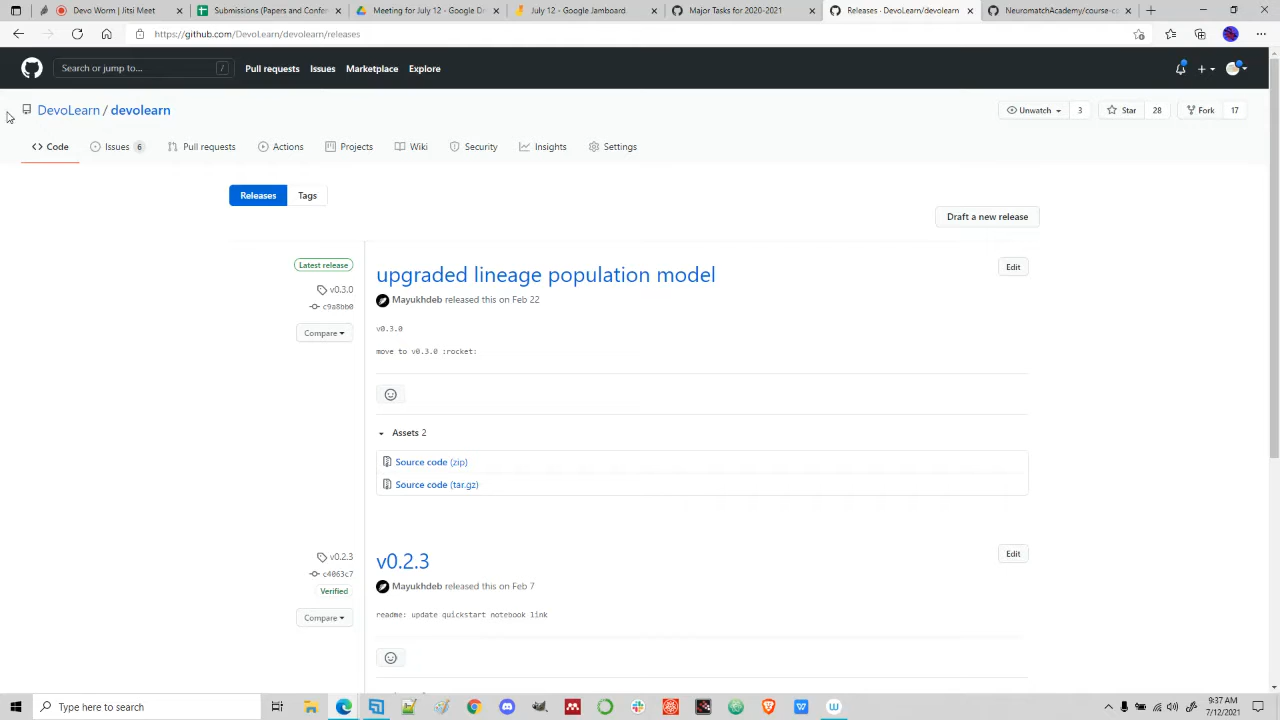 DevoWorm Meet
Submissions (Papers and Con
Meeting for July 12 - Google Dr
July 12 - Google Jamboard
Major Tasks for 2020-2021
Releases · DevoLearn/devolearn
NeuromatchAcademy/course-co
https://github.com/DevoLearn/devolearn/releases
Search or jump to...
/
Pull requests
Issues
Marketplace
Explore
DevoLearn / devolearn
Unwatch
3
Star
28
Fork
17
Code
Issues 6
Pull requests
Actions
Projects
Wiki
Security
Insights
Settings
Releases
Tags
Draft a new release
Latest release
v0.3.0
c9a8bb0
Compare
upgraded lineage population model
Edit
Mayukhdeb released this on Feb 22
v0.3.0
move to v0.3.0 :rocket:
Assets 2
Source code (zip)
Source code (tar.gz)
v0.2.3
c4063c7
Verified
Compare
v0.2.3
Edit
Mayukhdeb released this on Feb 7
readme: update quickstart notebook link
Type here to search
9:37 AM
7/12/2021